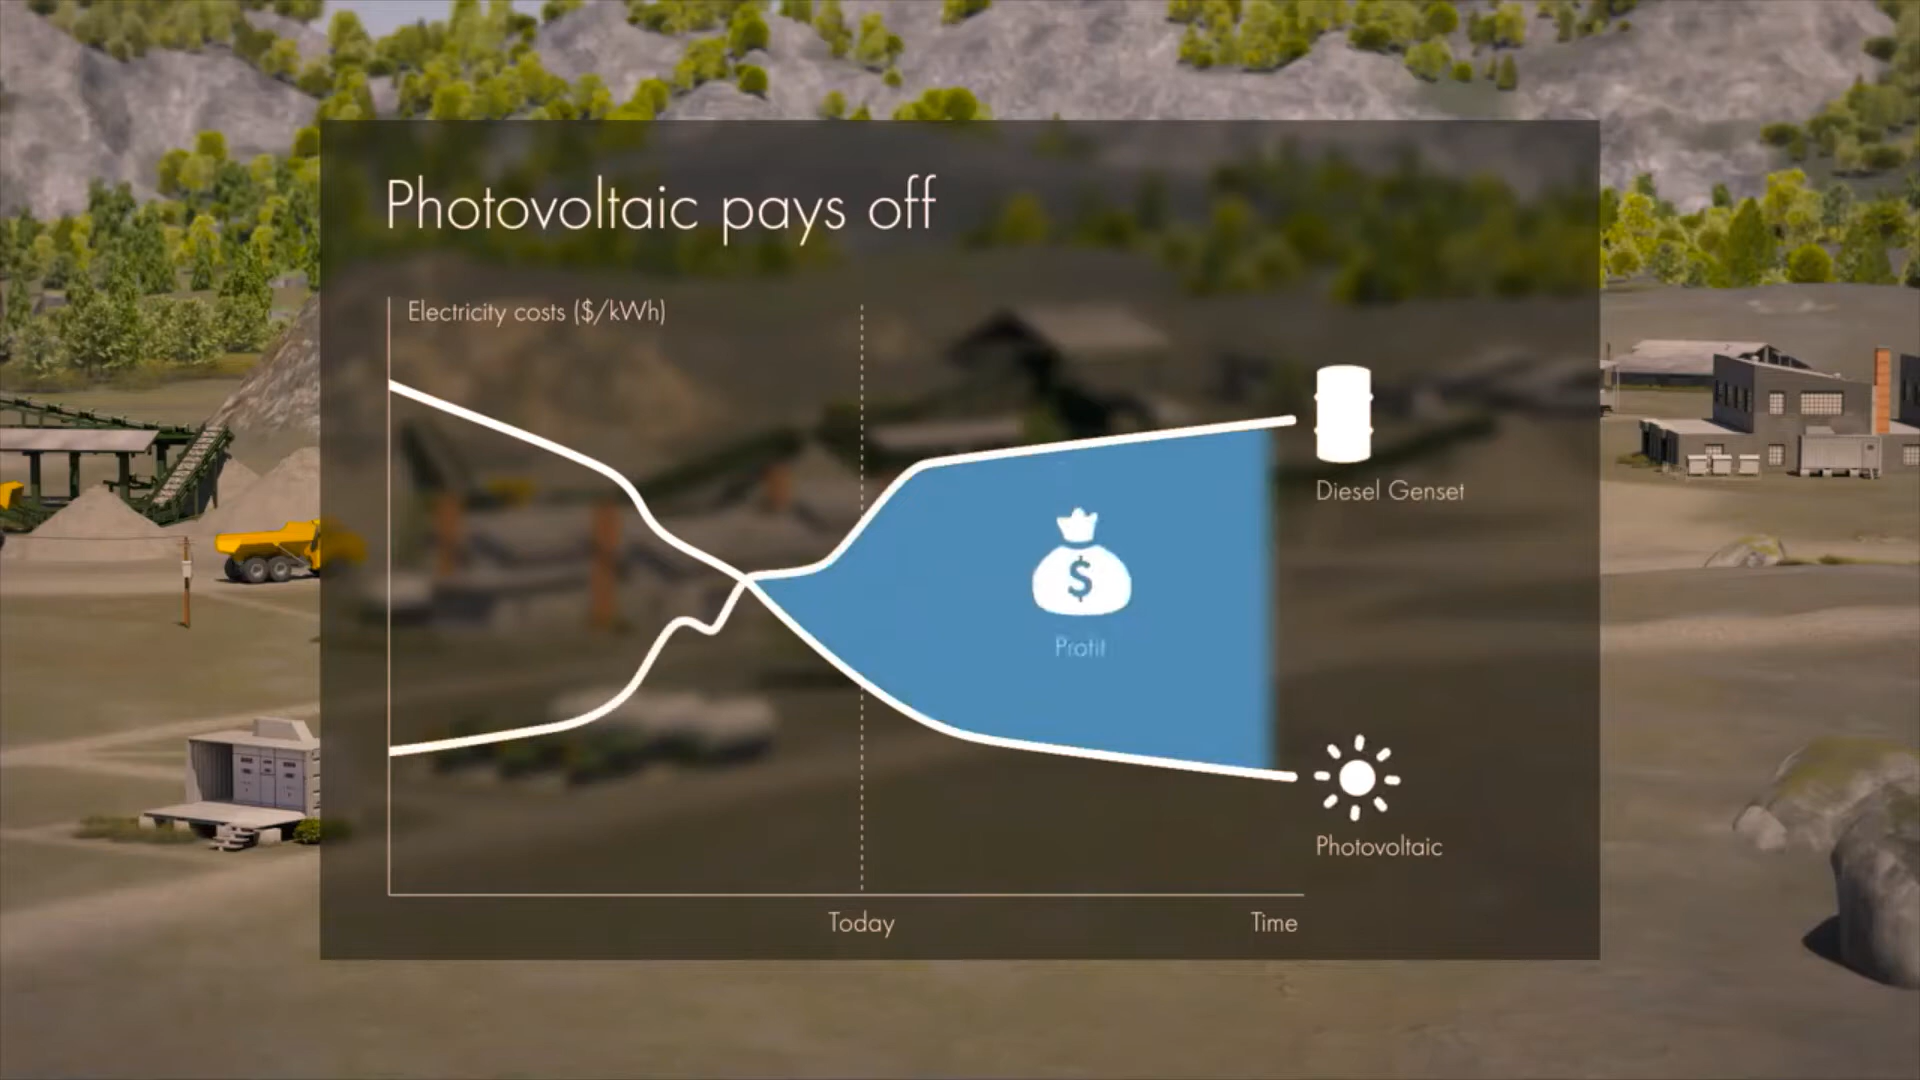 Photovoltaic pays off
Electricity costs ($/kWh)
$
Diesel Genset
Profit
Photovoltaic
Today
Time